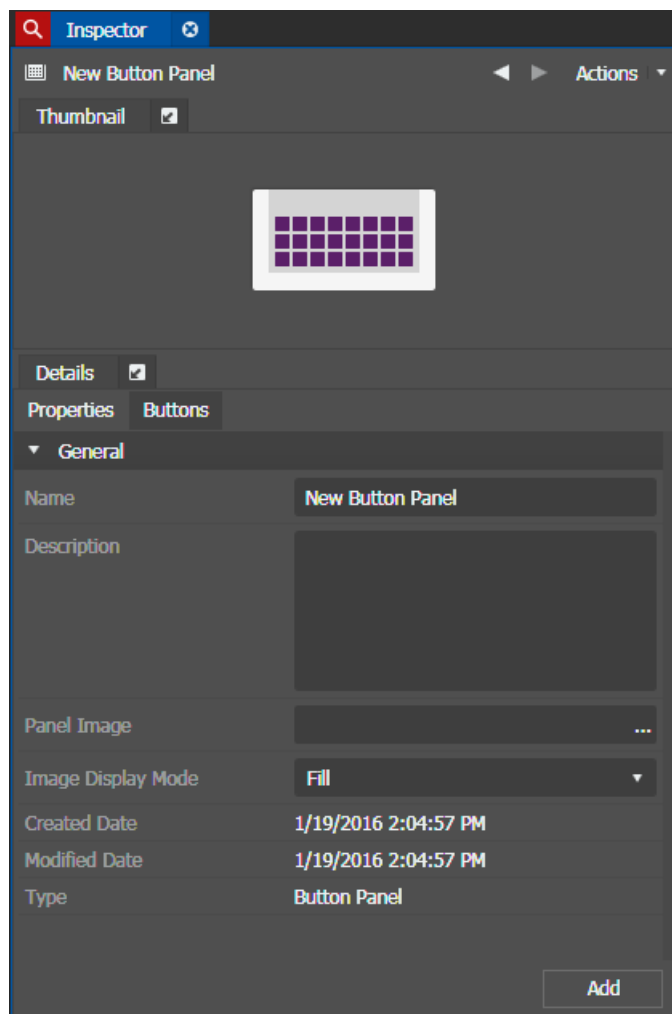 Inspector
New Button Panel Actions
Thumbnail
Details
Properties Buttons
General
Name New Button Panel
Description
Panel Image ...
Image Display Mode Fill
Created Date 1/19/2016 2:04:57 PM
Modified Date 1/19/2016 2:04:57 PM
Type Button Panel
Add